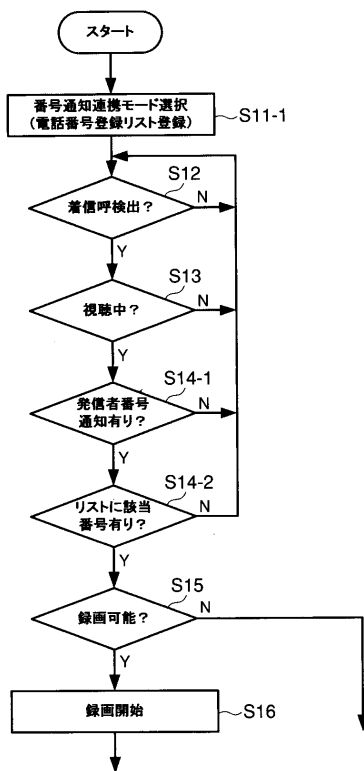 スタート
番号通知連携モード選択
(電話番号登録リスト登録)
S11-1
S12
着信呼検出?
N
Y
S13
視聴中?
N
Y
S14-1
発信者番号
通知有り?
N
Y
S14-2
リストに該当
番号有り?
N
Y
S15
録画可能?
N
Y
録画開始
S16